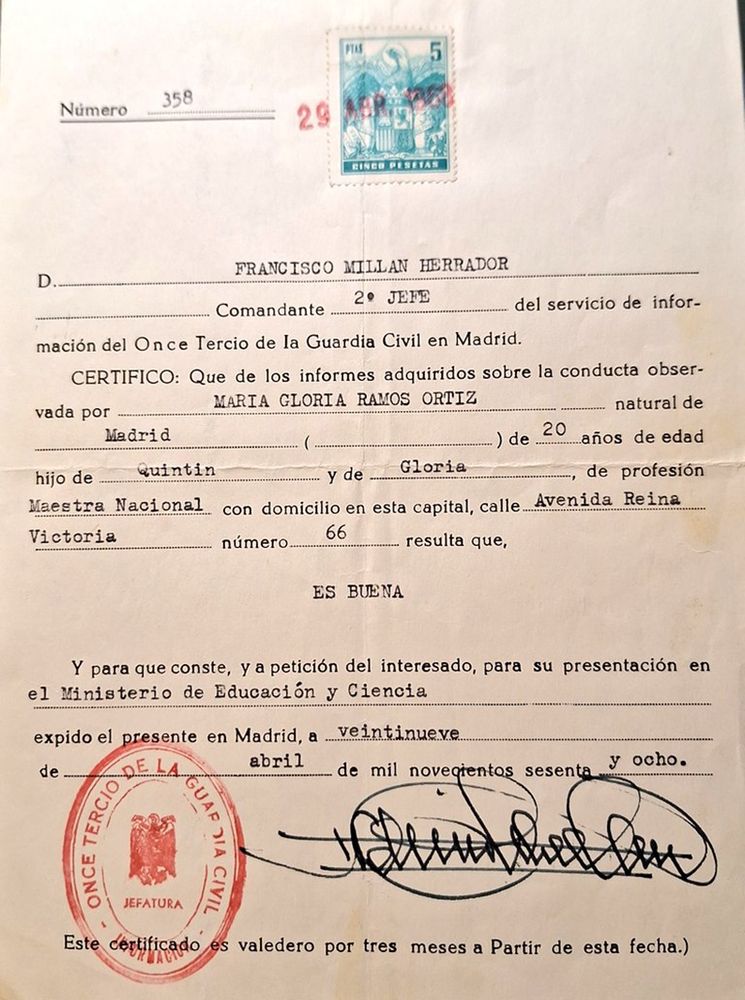 PTAS 5
Número 358
29 ABR 1968
CINCO PESETAS
D. FRANCISCO MILLAN HERRADOR
Comandante 2º JEFE del servicio de infor-
mación del Once Tercio de la Guardia Civil en Madrid.
CERTIFICO: Que de los informes adquiridos sobre la conducta obser-
vada por MARIA GLORIA RAMOS ORTIZ natural de
Madrid ( ) de 20 años de edad
hijo de Quintin y de Gloria, de profesión
Maestra Nacional con domicilio en esta capital, calle Avenida Reina
Victoria número 66 resulta que,
ES BUENA
Y para que conste, y a petición del interesado, para su presentación en
el Ministerio de Educación y Ciencia
expido el presente en Madrid, a veintinueve
de abril de mil novecientos sesenta y ocho.
ONCE TERCIO DE LA GUARDIA CIVIL
JEFATURA
- INFORMACION -
Este certificado es valedero por tres meses a Partir de esta fecha.)